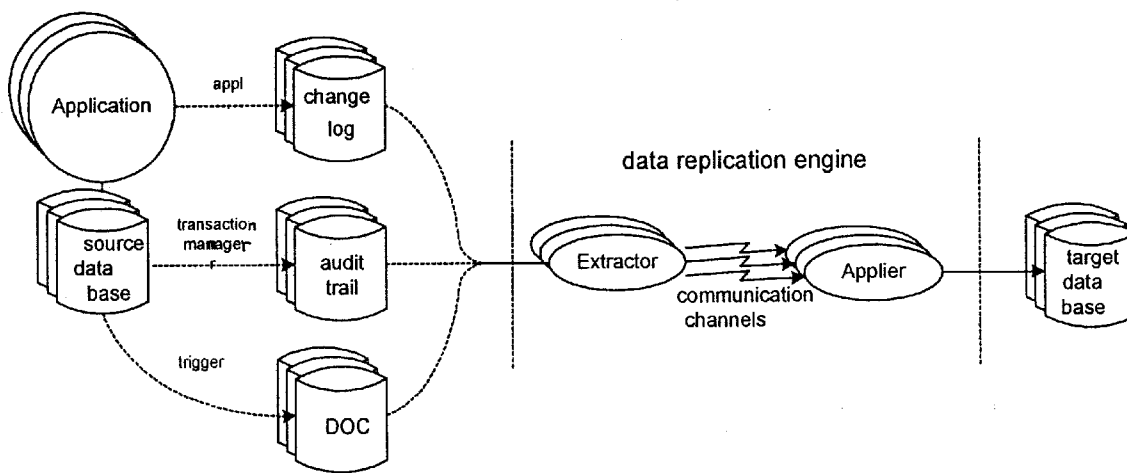 Application
appl
change
log
data replication engine
source
data
base
transaction
manager
r
audit
trail
Extractor
communication
channels
Applier
target
data
base
trigger
DOC